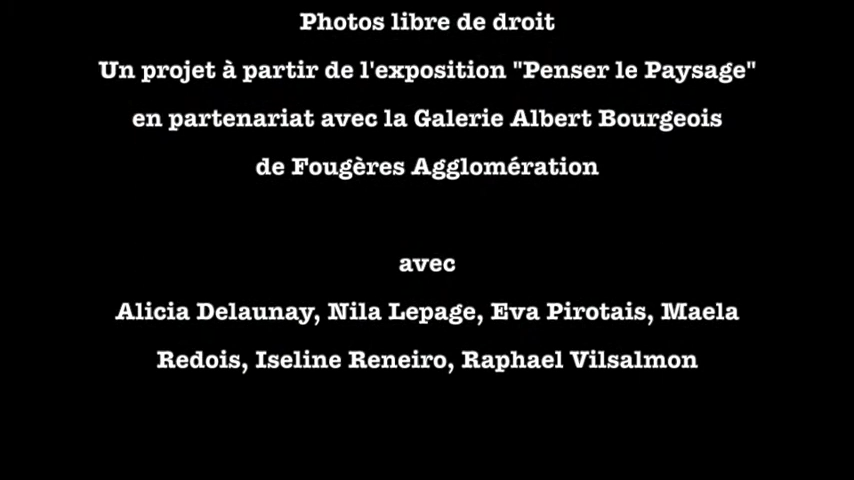 Photos libre de droit
Un projet à partir de l'exposition "Penser le Paysage"
en partenariat avec la Galerie Albert Bourgeois
de Fougères Agglomération
avec
Alicia Delaunay, Nila Lepage, Eva Pirotais, Maela
Redois, Iseline Reneiro, Raphael Vilsalmon